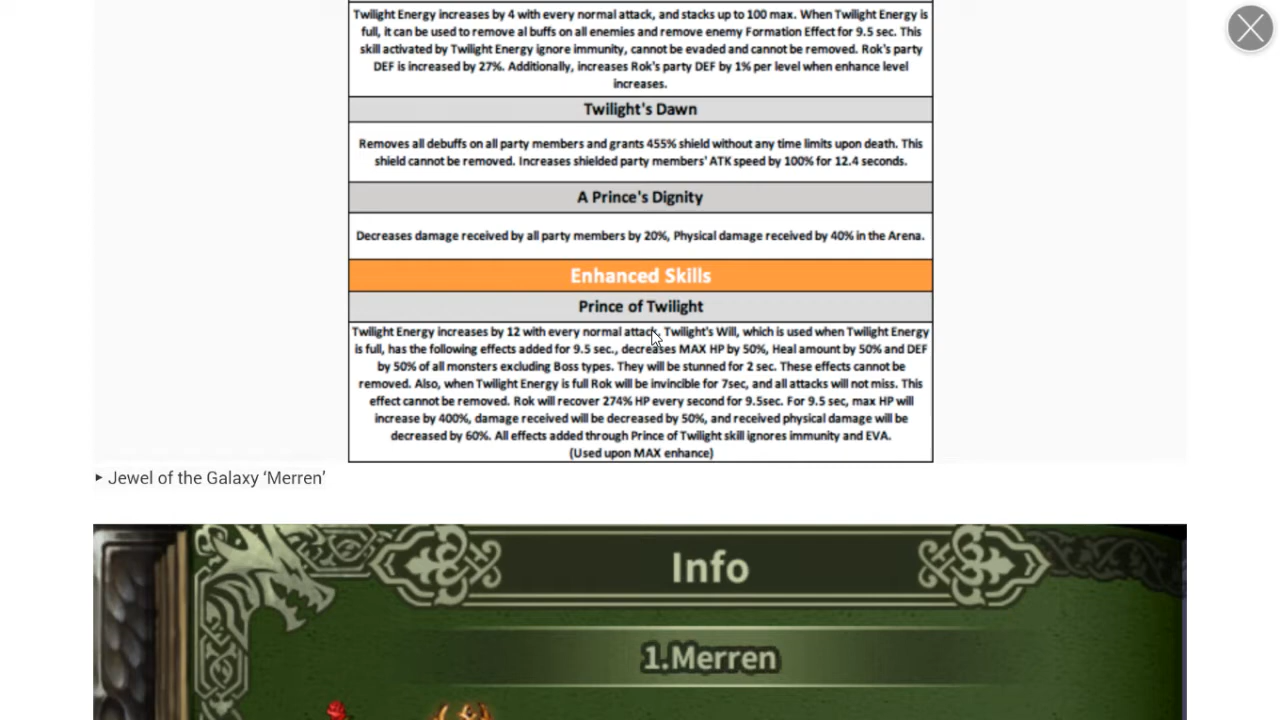 Twilight Energy increases by 4 with every normal attack, and stacks up to 100 max. When Twilight Energy is
full, it can be used to remove al buffs on all enemies and remove enemy Formation Effect for 9.5 sec. This
skill activated by Twilight Energy ignore immunity, cannot be evaded and cannot be removed. Rok's party
DEF is increased by 27%. Additionally, increases Rok's party DEF by 1% per level when enhance level
increases.
Twilight's Dawn
Removes all debuffs on all party members and grants 455% shield without any time limits upon death. This
shield cannot be removed. Increases shielded party members' ATK speed by 100% for 12.4 seconds.
A Prince's Dignity
Decreases damage received by all party members by 20%, Physical damage received by 40% in the Arena.
Enhanced Skills
Prince of Twilight
Twilight Energy increases by 12 with every normal attack. Twilight's Will, which is used when Twilight Energy
is full, has the following effects added for 9.5 sec., decreases MAX HP by 50%, Heal amount by 50% and DEF
by 50% of all monsters excluding Boss types. They will be stunned for 2 sec. These effects cannot be
removed. Also, when Twilight Energy is full Rok will be invincible for 7sec, and all attacks will not miss. This
effect cannot be removed. Rok will recover 274% HP every second for 9.5sec. For 9.5 sec, max HP will
increase by 400%, damage received will be decreased by 50%, and received physical damage will be
decreased by 60%. All effects added through Prince of Twilight skill ignores immunity and EVA.
(Used upon MAX enhance)
‣ Jewel of the Galaxy ‘Merren’
Info
1.Merren